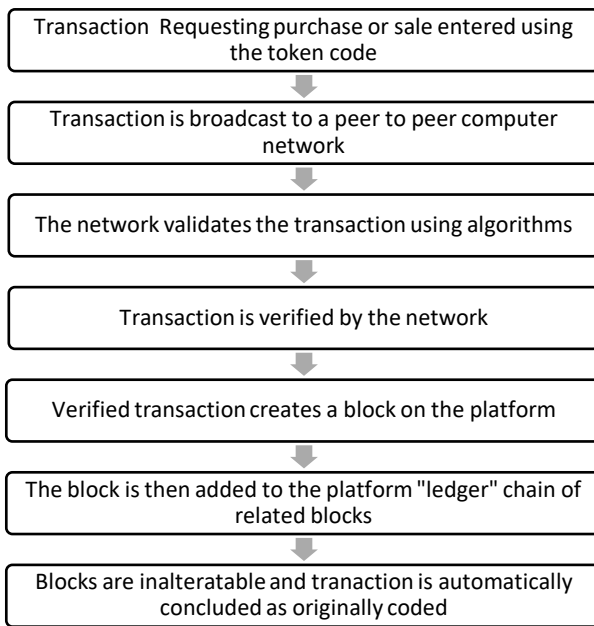 Transaction  Requesting purchase or sale entered using
the token code
Transaction is broadcast to a peer to peer computer
network
The network validates the transaction using algorithms
Transaction is verified by the network
Verified transaction creates a block on the platform
The block is then added to the platform "ledger" chain of
related blocks
Blocks are inalteratable and tranaction is automatically
concluded as originally coded